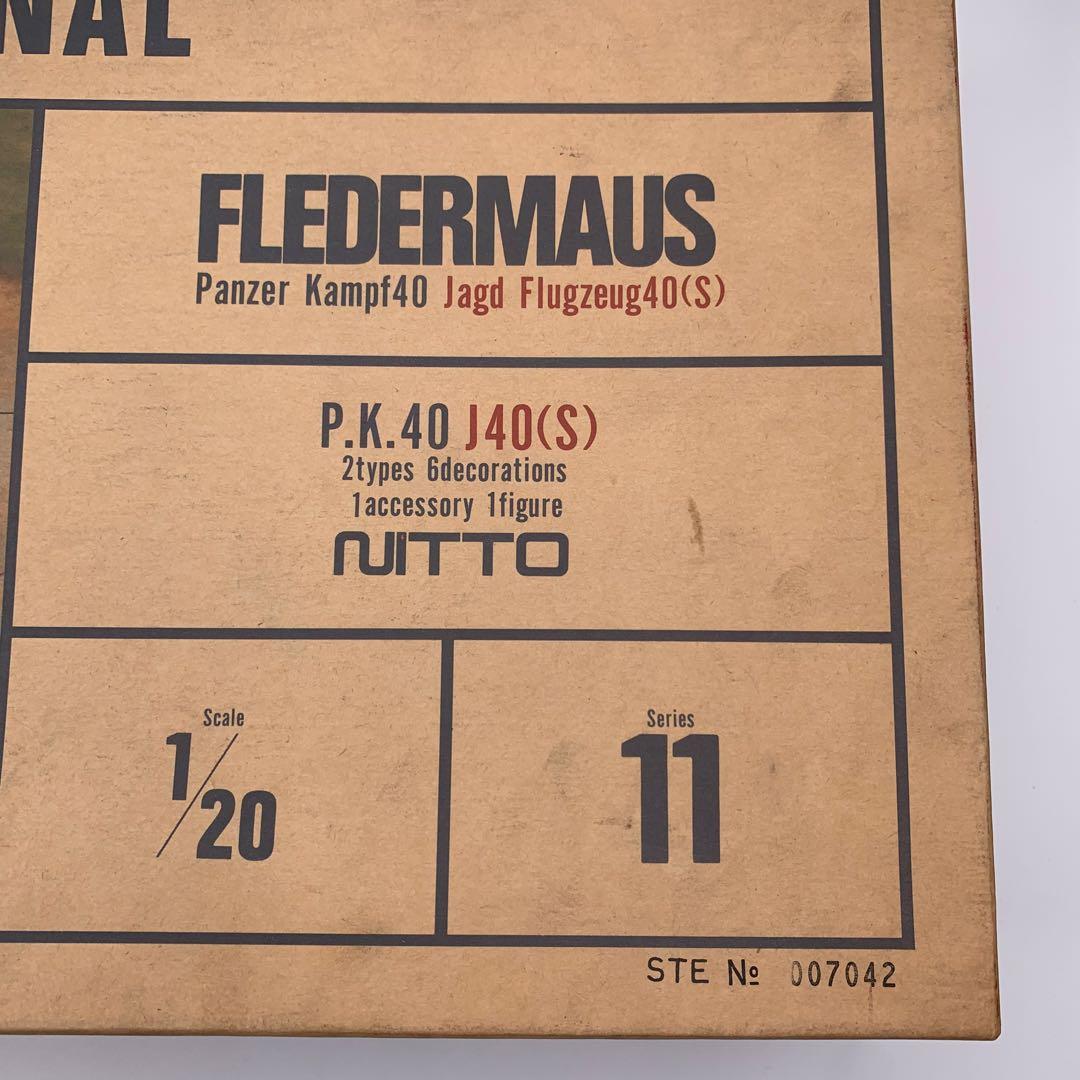 NAL
FLEDERMAUS
Panzer Kampf40 Jagd Flugzeug40(S)
P.K.40 J40(S)
2types 6decorations
1accessory 1figure
NITTO
Scale
1/20
Series
11
STE № 007042